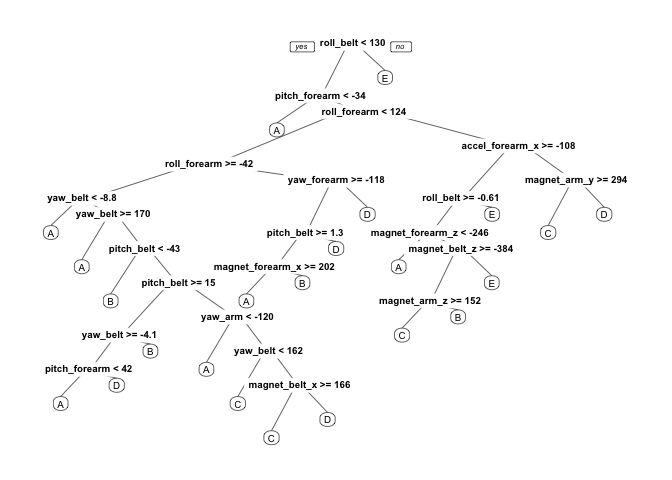 yes roll_belt < 130 no
E
pitch_forearm < -34
roll_forearm < 124
A
accel_forearm_x >= -108
roll_forearm >= -42
yaw_forearm >= -118
magnet_arm_y >= 294
yaw_belt < -8.8
roll_belt >= -0.61
yaw_belt >= 170
D
E
D
A
pitch_belt >= 1.3
magnet_forearm_z < -246
C
pitch_belt < -43
D
magnet_belt_z >= -384
A
magnet_forearm_x >= 202
A
pitch_belt >= 15
B
E
B
A
magnet_arm_z >= 152
yaw_arm < -120
B
yaw_belt >= -4.1
C
B
yaw_belt < 162
pitch_forearm < 42
A
D
magnet_belt_x >= 166
A
C
D
C